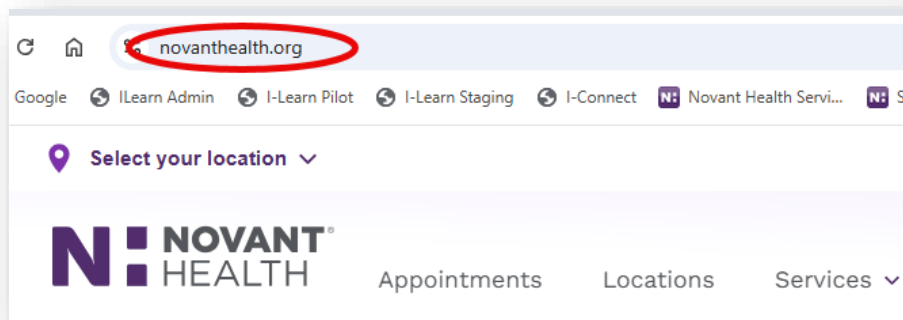 novanthealth.org
Google ILearn Admin I-Learn Pilot I-Learn Staging I-Connect Novant Health Servi... S
Select your location
N: NOVANT®
HEALTH
Appointments Locations Services